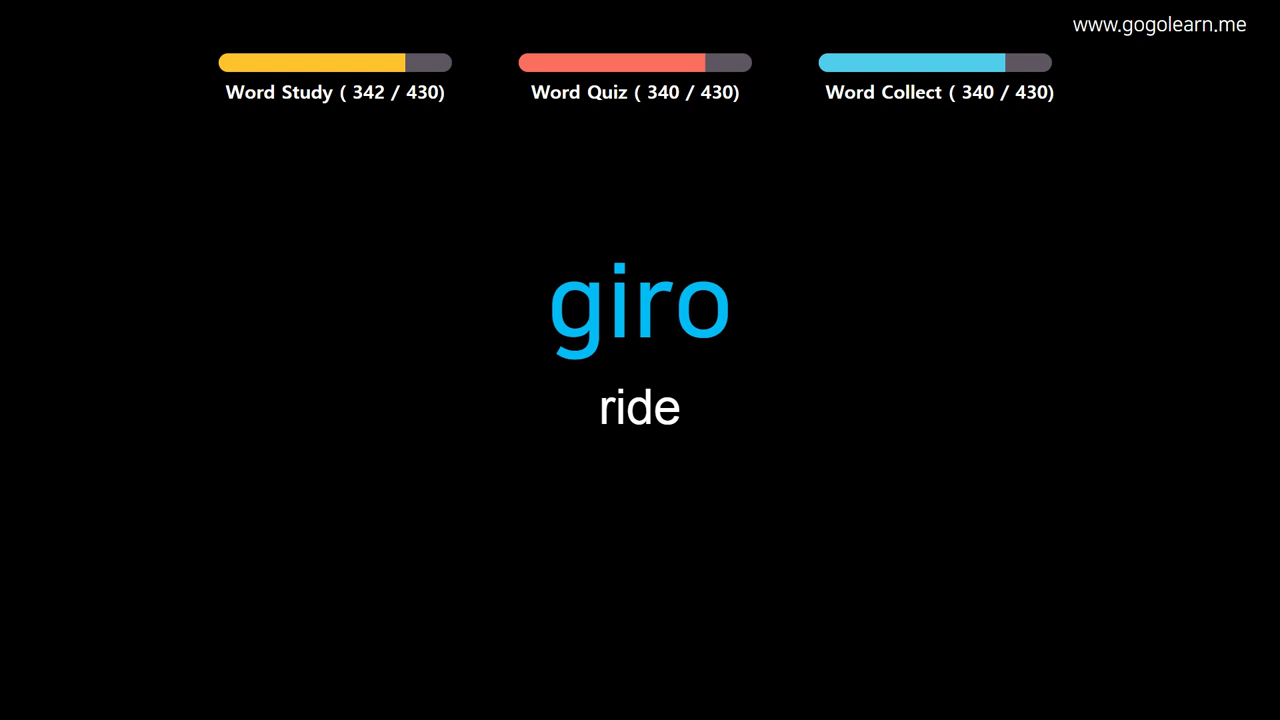 www.gogolearn.me
Word Study ( 342 / 430)
Word Quiz ( 340 / 430)
Word Collect ( 340 / 430)
giro
ride